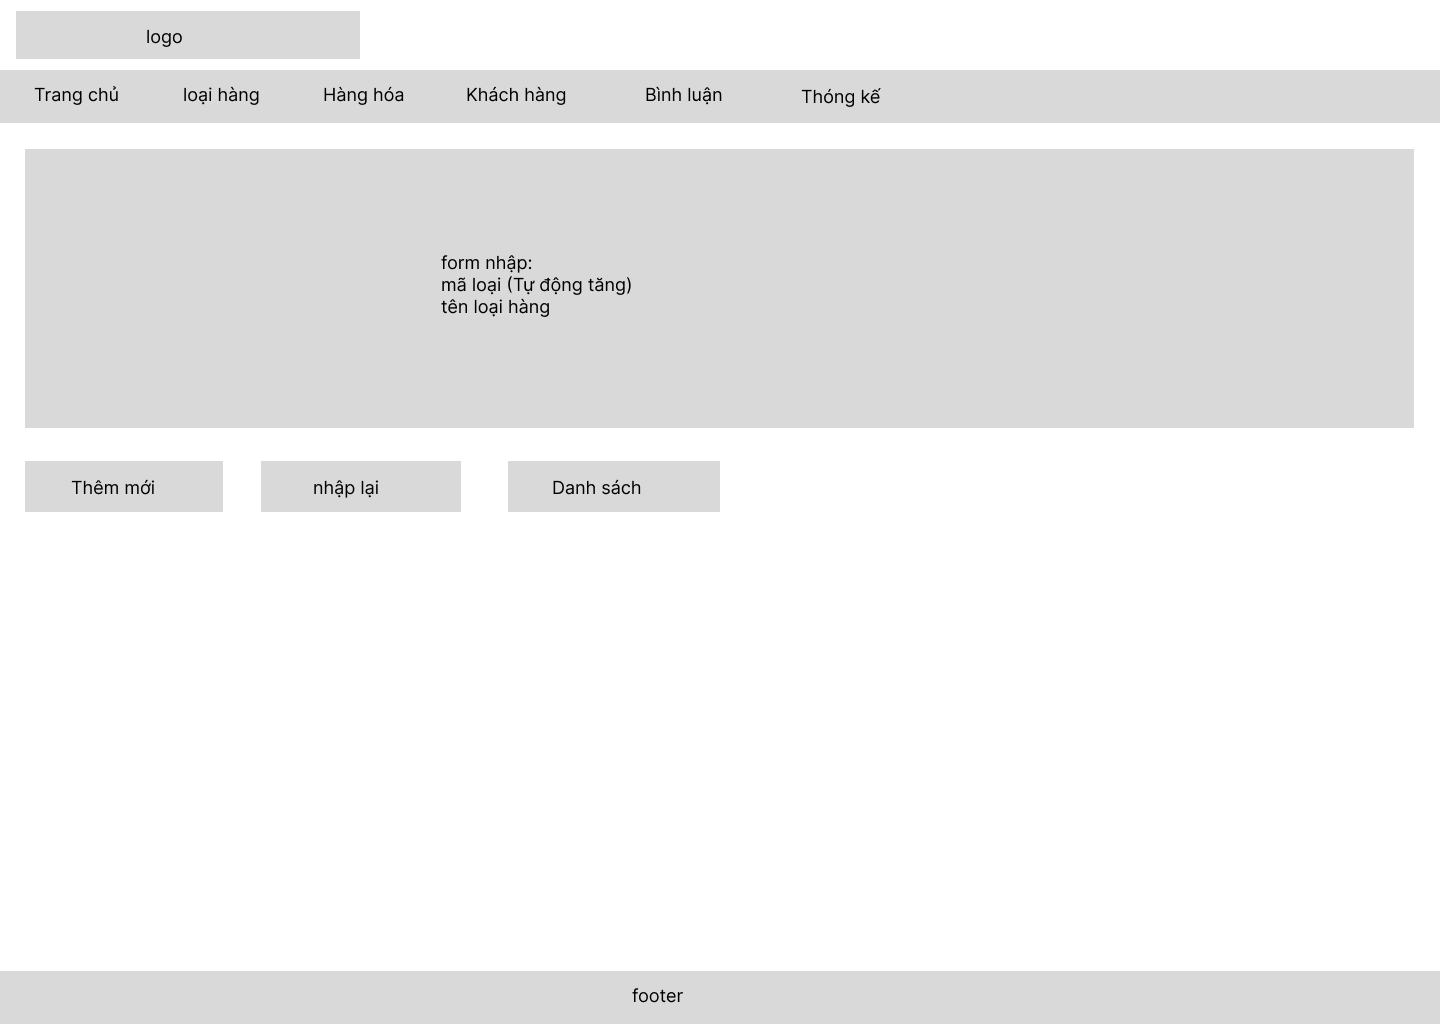 logo
Trang chủ loại hàng Hàng hóa Khách hàng Bình luận Thóng kế
form nhập:
mã loại (Tự động tăng)
tên loại hàng
Thêm mới nhập lại Danh sách
footer